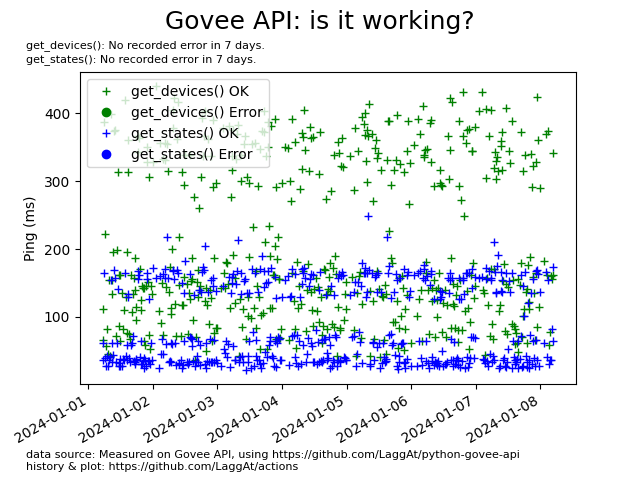 Govee API: is it working?
get_devices(): No recorded error in 7 days.
get_states(): No recorded error in 7 days.
get_devices() OK
get_devices() Error
get_states() OK
get_states() Error
Ping (ms)
400
300
200
100
2024-01-01
2024-01-02
2024-01-03
2024-01-04
2024-01-05
2024-01-06
2024-01-07
2024-01-08
data source: Measured on Govee API, using https://github.com/LaggAt/python-govee-api
history & plot: https://github.com/LaggAt/actions